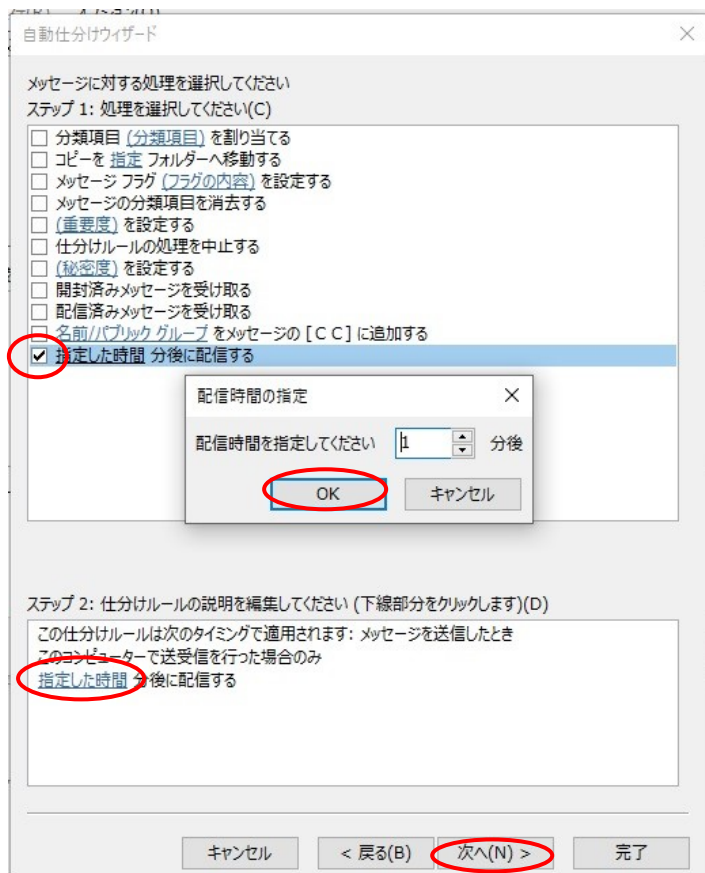 自動仕分けウィザード
メッセージに対する処理を選択してください
ステップ 1: 処理を選択してください(C)
分類項目 (分類項目) を割り当てる
コピーを 指定 フォルダーへ移動する
メッセージ フラグ (フラグの内容) を設定する
メッセージの分類項目を消去する
(重要度) を設定する
仕分けルールの処理を中止する
(秘密度) を設定する
開封済みメッセージを受け取る
配信済みメッセージを受け取る
名前/パブリック グループ をメッセージの [ＣＣ] に追加する
指定した時間 分後に配信する
配信時間の指定
配信時間を指定してください 1 分後
OK キャンセル
ステップ 2: 仕分けルールの説明を編集してください (下線部分をクリックします)(D)
この仕分けルールは次のタイミングで適用されます: メッセージを送信したとき
このコンピューターで送受信を行った場合のみ
指定した時間 分後に配信する
キャンセル < 戻る(B) 次へ(N) > 完了